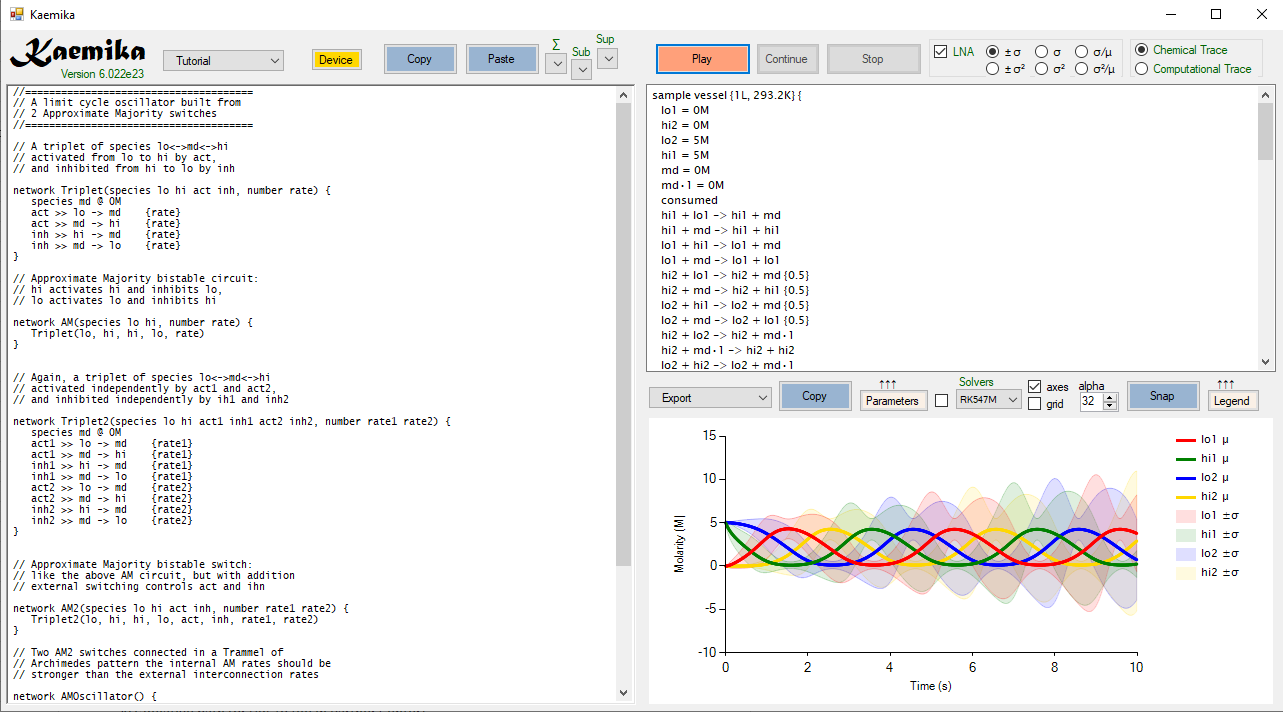 Kaemika
Kaemika
Version 6.022e23
Tutorial
Device
Copy
Paste
Σ
Sub
Sup
Play
Continue
Stop
LNA
±σ
σ
σ/μ
±σ²
σ²
σ²/μ
Chemical Trace
Computational Trace
//======================================
// A limit cycle oscillator built from
// 2 Approximate Majority switches
//======================================
// A triplet of species lo<->md<->hi
// activated from lo to hi by act,
// and inhibited from hi to lo by inh
network Triplet(species lo hi act inh, number rate) {
species md @ 0M
act >> lo -> md {rate}
act >> md -> hi {rate}
inh >> hi -> md {rate}
inh >> md -> lo {rate}
}
// Approximate Majority bistable circuit:
// hi activates hi and inhibits lo,
// lo activates lo and inhibits hi
network AM(species lo hi, number rate) {
Triplet(lo, hi, hi, lo, rate)
}
// Again, a triplet of species lo<->md<->hi
// activated independently by act1 and act2,
// and inhibited independently by ih1 and inh2
network Triplet2(species lo hi act1 inh1 act2 inh2, number rate1 rate2) {
species md @ 0M
act1 >> lo -> md {rate1}
act1 >> md -> hi {rate1}
inh1 >> hi -> md {rate1}
inh1 >> md -> lo {rate1}
act2 >> lo -> md {rate2}
act2 >> md -> hi {rate2}
inh2 >> hi -> md {rate2}
inh2 >> md -> lo {rate2}
}
// Approximate Majority bistable switch:
// like the above AM circuit, but with addition
// external switching controls act and ihn
network AM2(species lo hi act inh, number rate1 rate2) {
Triplet2(lo, hi, hi, lo, act, inh, rate1, rate2)
}
// Two AM2 switches connected in a Trammel of
// Archimedes pattern the internal AM rates should be
// stronger than the external interconnection rates
network AMOscillator() {
sample vessel {1L, 293.2K} {
lo1 = 0M
hi2 = 0M
lo2 = 5M
hi1 = 5M
md = 0M
md·1 = 0M
consumed
hi1 + lo1 -> hi1 + md
hi1 + md -> hi1 + hi1
lo1 + hi1 -> lo1 + md
lo1 + md -> lo1 + lo1
hi2 + lo1 -> hi2 + md {0.5}
hi2 + md -> hi2 + hi1 {0.5}
lo2 + hi1 -> lo2 + md {0.5}
lo2 + md -> lo2 + lo1 {0.5}
hi2 + lo2 -> hi2 + md·1
hi2 + md·1 -> hi2 + hi2
lo2 + hi2 -> lo2 + md·1
Export
Copy
↑↑↑
Parameters
Solvers
RK547M
axes
grid
alpha
32
Snap
↑↑↑
Legend
15
10
5
0
-5
-10
Molarity [M]
0
2
4
6
8
10
Time (s)
lo1 μ
hi1 μ
lo2 μ
hi2 μ
lo1 ±σ
hi1 ±σ
lo2 ±σ
hi2 ±σ